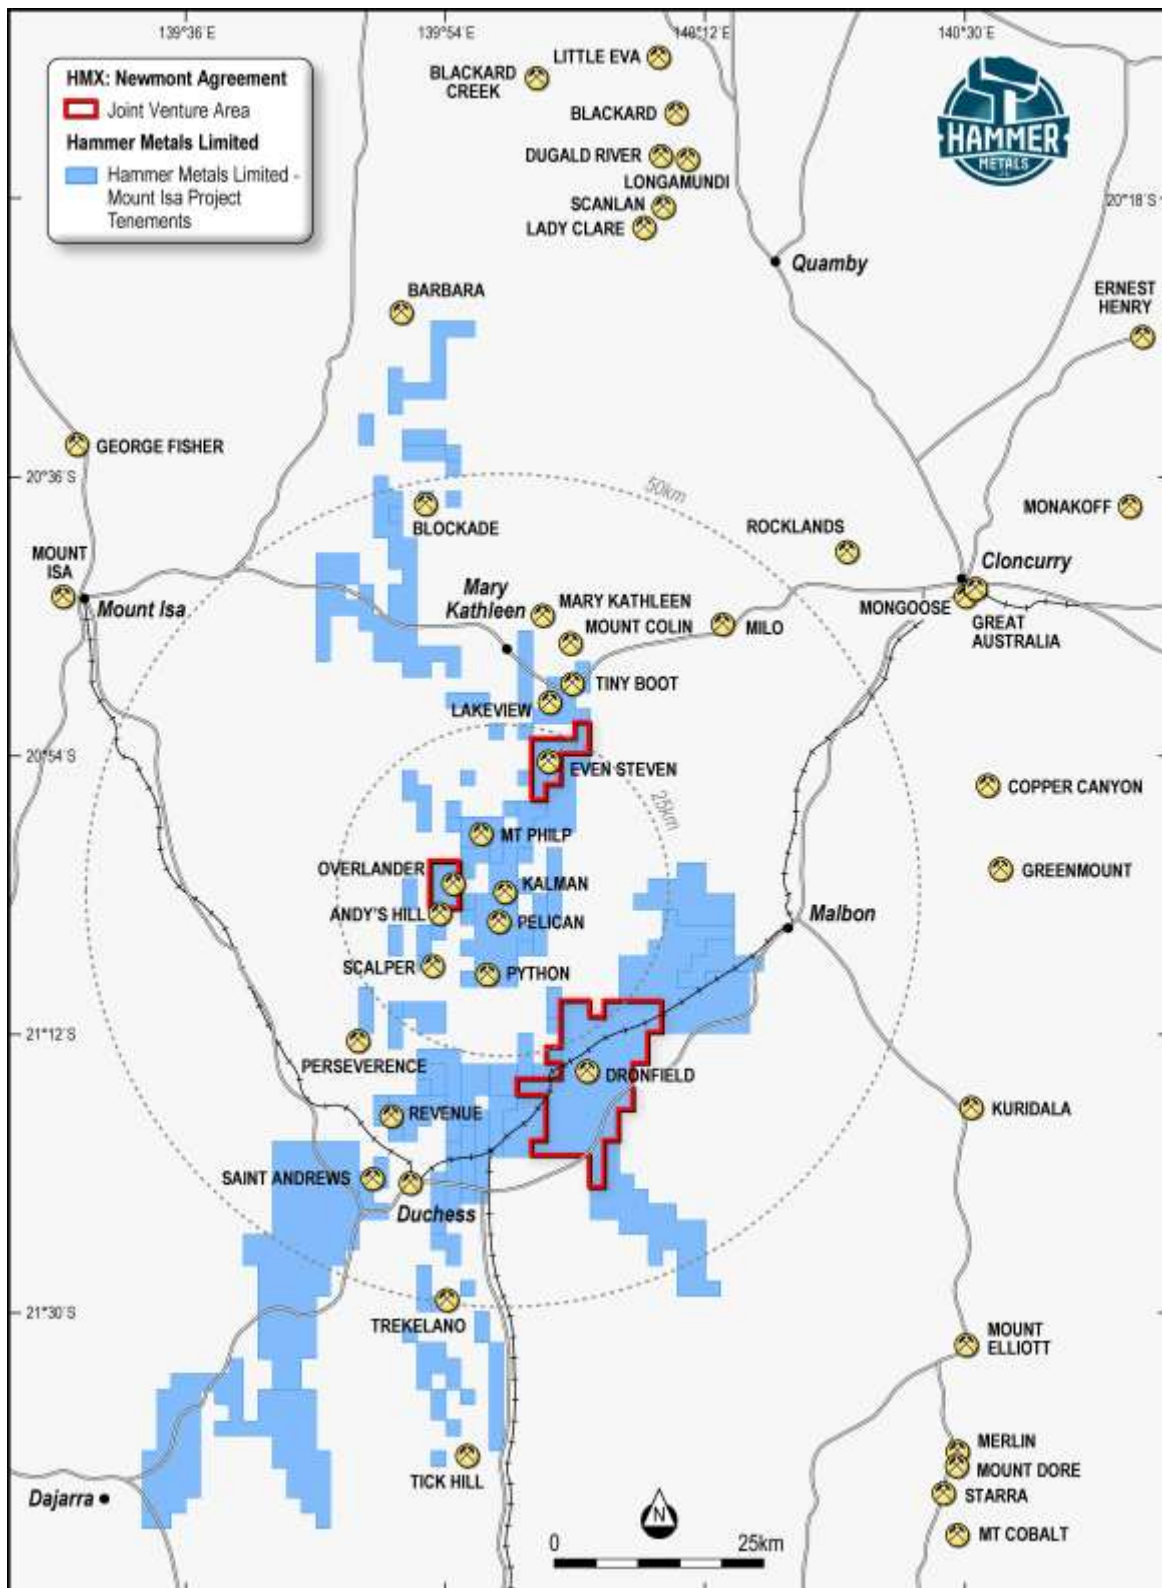 139°36´E
139°54´E
140°12´E
140°30´E
HMX: Newmont Agreement
Joint Venture Area
Hammer Metals Limited
Hammer Metals Limited -
Mount Isa Project
Tenements
LITTLE EVA
BLACKARD
CREEK
BLACKARD
DUGALD RIVER
LONGAMUNDI
SCANLAN
LADY CLARE
HAMMER
METALS
20°18´S
Quamby
BARBARA
ERNEST
HENRY
GEORGE FISHER
20°36´S
50km
BLOCKADE
ROCKLANDS
MONAKOFF
MOUNT
ISA
Mount Isa
Mary
Kathleen
MARY KATHLEEN
MOUNT COLIN
MILO
Cloncurry
MONGOOSE
GREAT
AUSTRALIA
TINY BOOT
LAKEVIEW
20°54´S
EVEN STEVEN
25km
COPPER CANYON
MT PHILP
OVERLANDER
KALMAN
GREENMOUNT
ANDY'S HILL
PELICAN
Malbon
SCALPER
PYTHON
21°12´S
PERSEVERENCE
DRONFIELD
REVENUE
KURIDALA
SAINT ANDREWS
Duchess
21°30´S
TREKELANO
MOUNT
ELLIOTT
MERLIN
TICK HILL
MOUNT DORE
Dajarra
STARRA
MT COBALT
N
0
25km